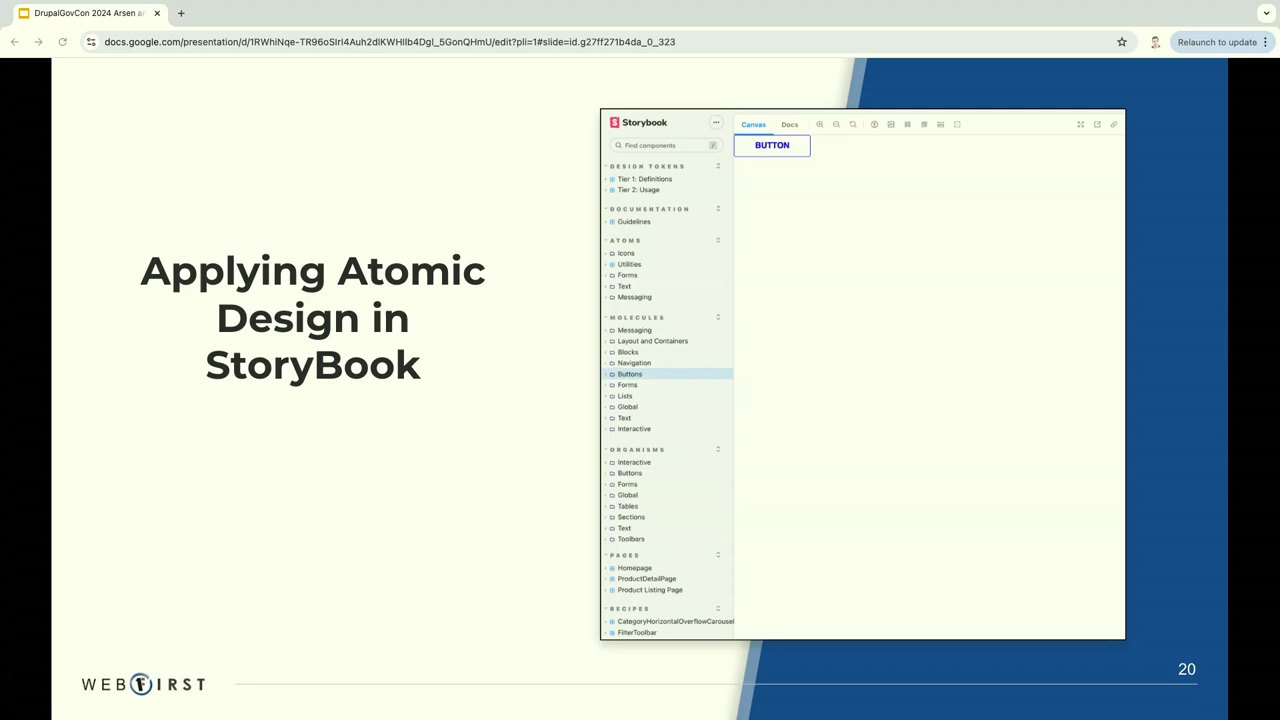 DrupalGovCon 2024 Arsen a
docs.google.com/presentation/d/1RWhiNqe-TR96oSIrI4Auh2dlKWHIlb4Dgl_5GonQHmU/edit?pli=1#slide=id.g27ff271b4da_0_323
Relaunch to update
Applying Atomic
Design in
StoryBook
Storybook
Find components
/
DESIGN TOKENS
Tier 1: Definitions
Tier 2: Usage
DOCUMENTATION
Guidelines
ATOMS
Icons
Utilities
Forms
Text
Messaging
MOLECULES
Messaging
Layout and Containers
Blocks
Navigation
Buttons
Forms
Lists
Global
Text
Interactive
ORGANISMS
Interactive
Buttons
Forms
Global
Tables
Sections
Text
Toolbars
PAGES
Homepage
ProductDetailPage
Product Listing Page
RECIPES
CategoryHorizontalOverflowCarousel
FilterToolbar
Canvas
Docs
BUTTON
WEBFIRST
20